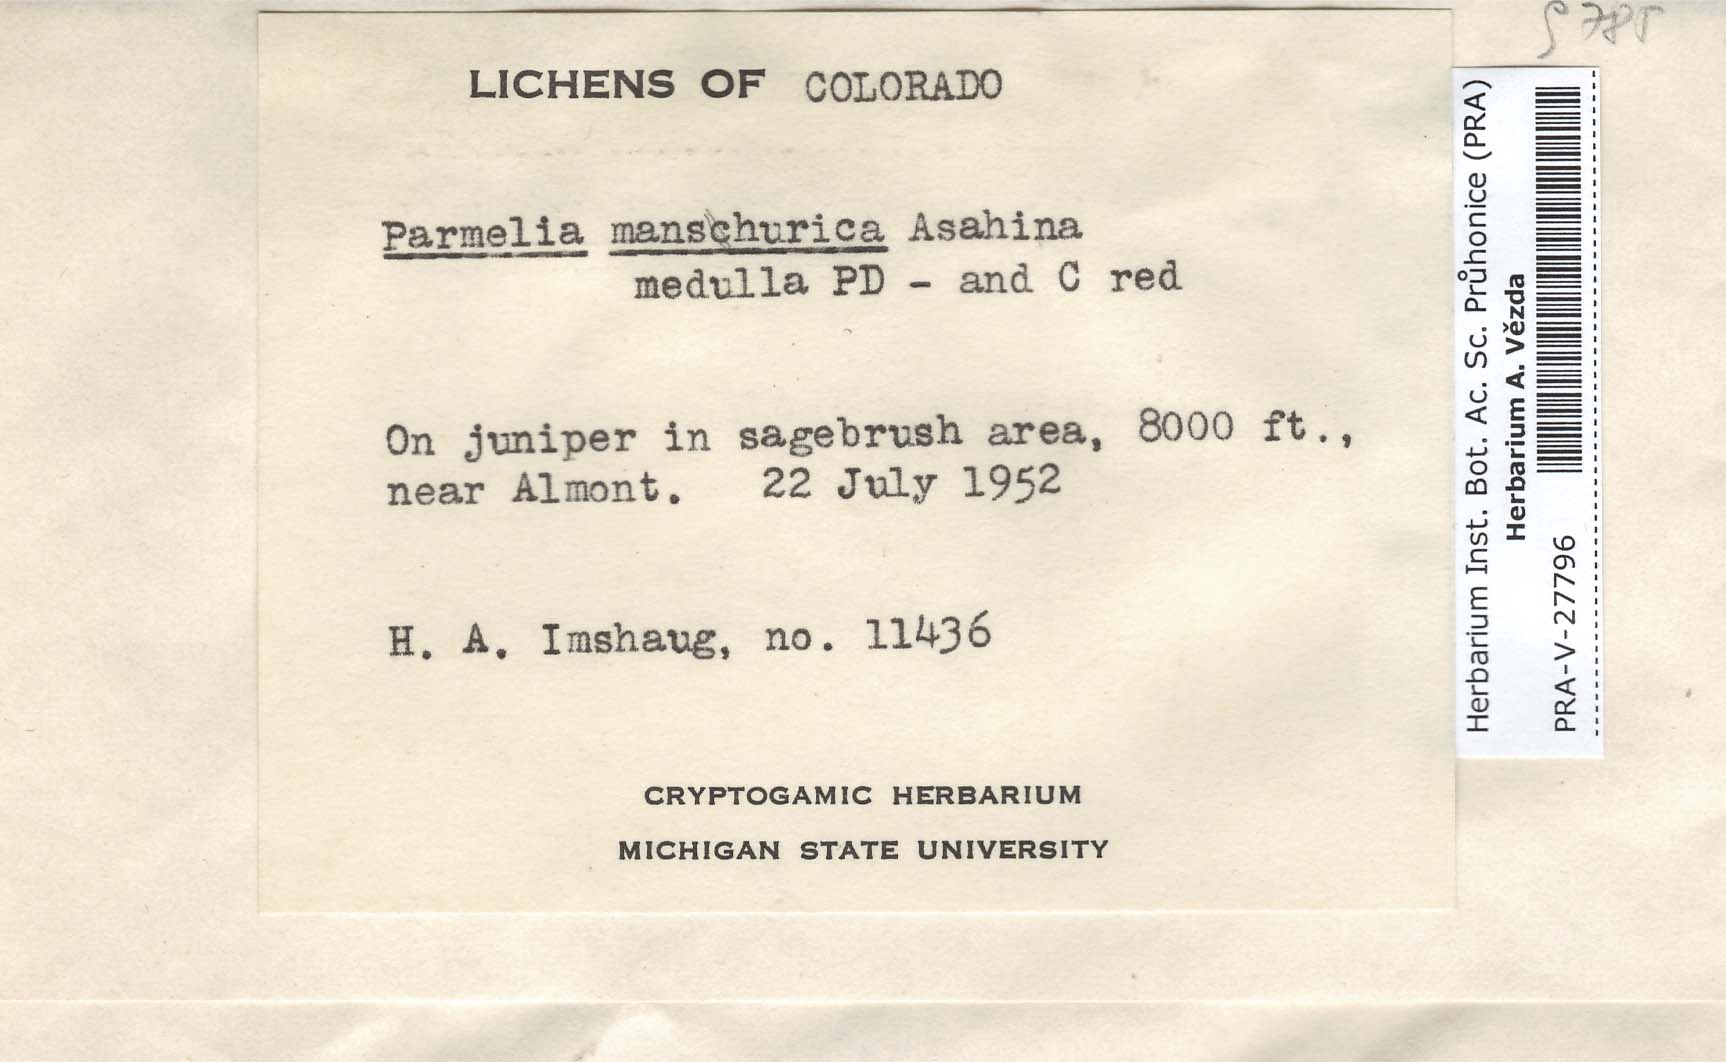 LICHENS OF COLORADO
Parmelia manschurica Asahina
medulla PD - and C red
On juniper in sagebrush area, 8000 ft.,
near Almont. 22 July 1952
H. A. Imshaug, no. 11436
CRYPTOGAMIC HERBARIUM
MICHIGAN STATE UNIVERSITY
Herbarium Inst. Bot. Ac. Sc. Průhonice (PRA)
Herbarium A. Vězda
PRA-V-27796